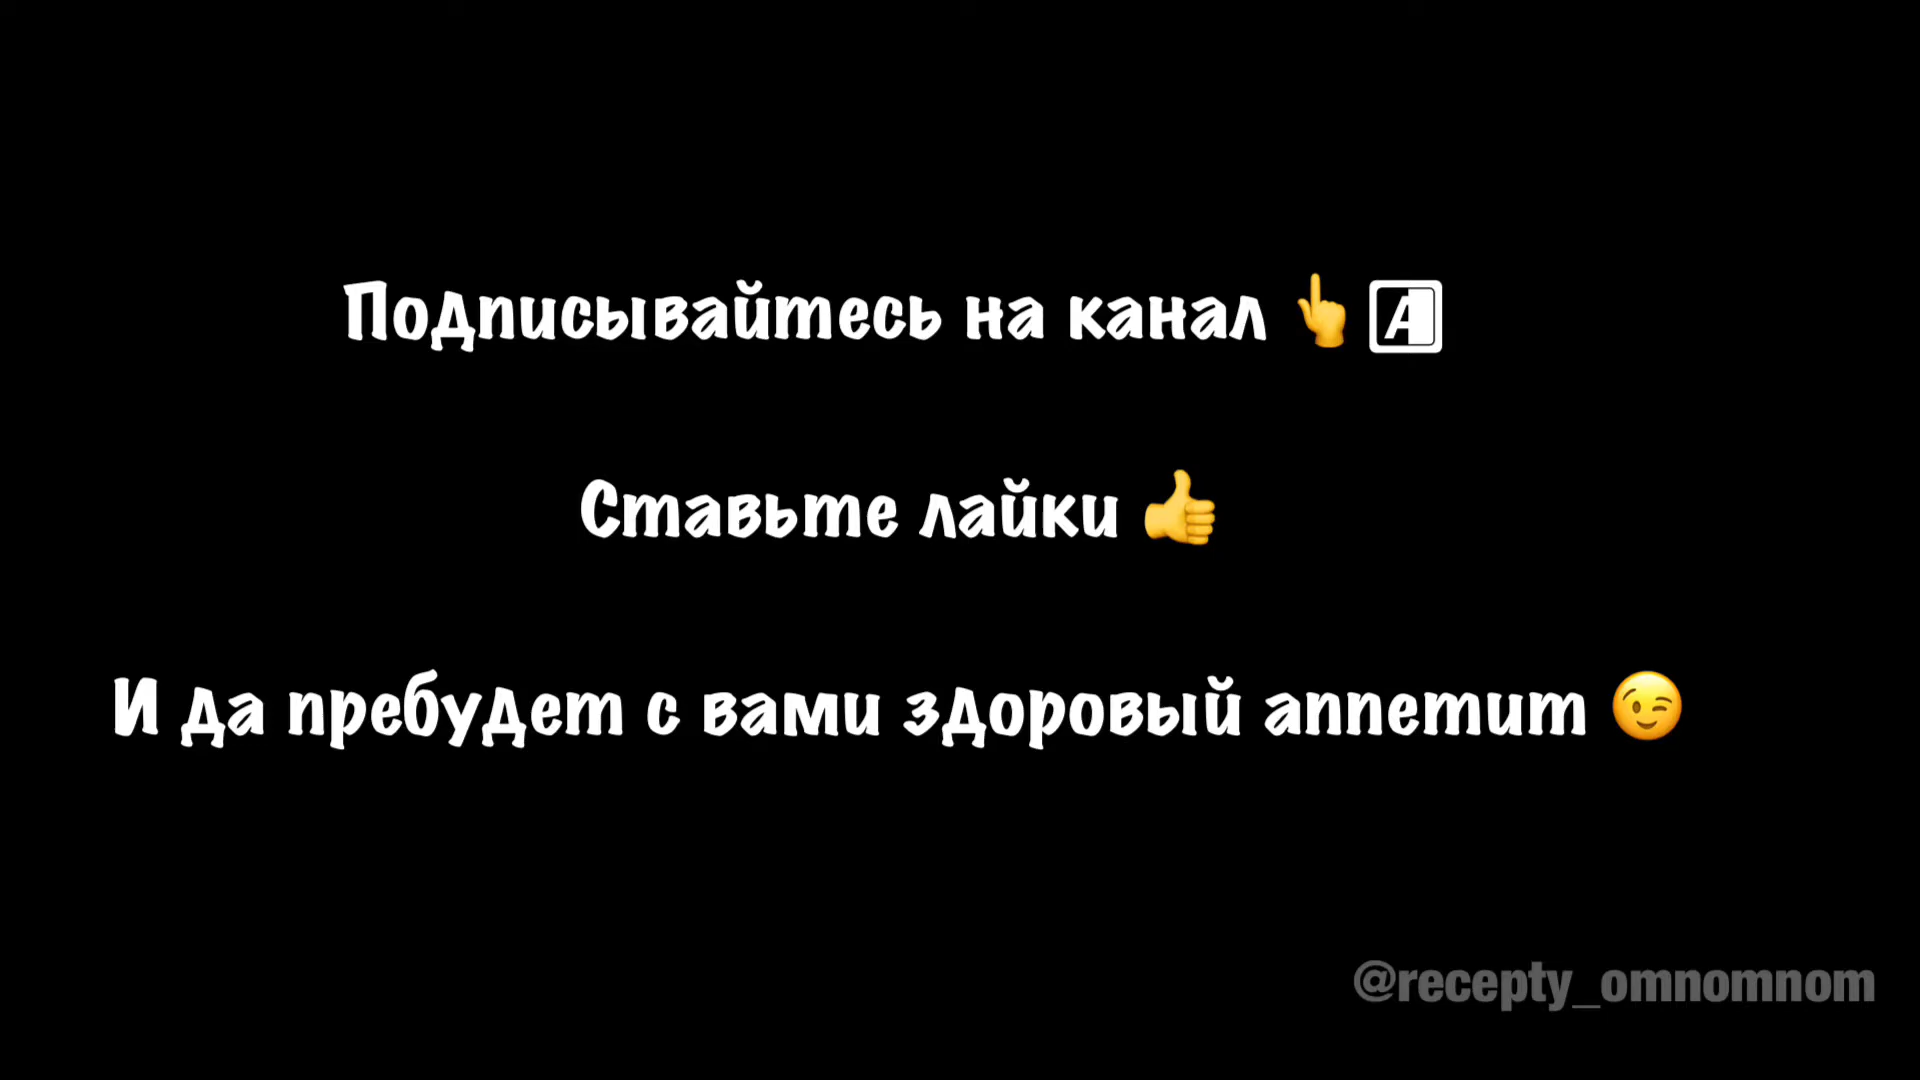 Подписывайтесь на канал 👆 A
Ставьте лайки 👍
И да пребудет с вами здоровый аппетит 😉
@recepty_omnomnom